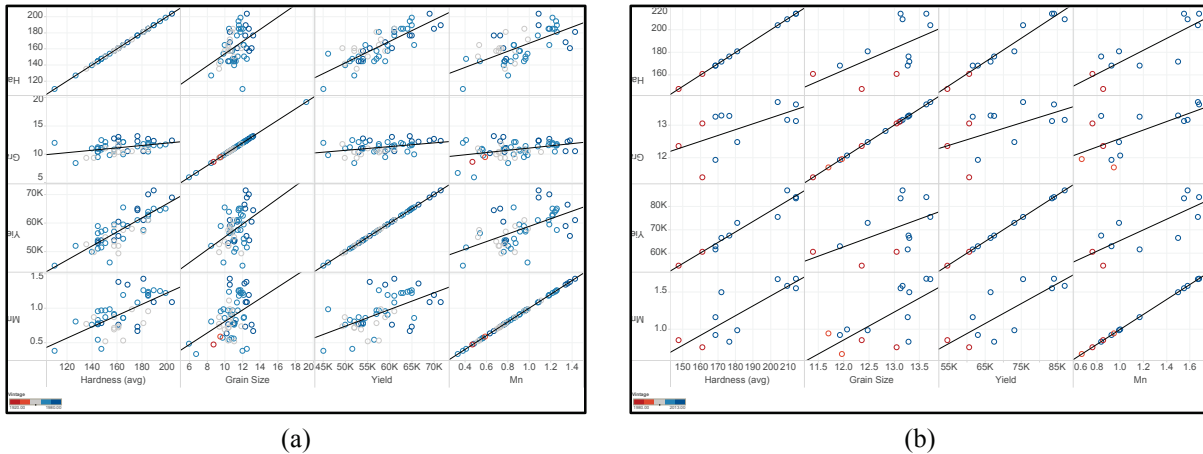 200
180
160
140
120
Ha
20
15
10
5
Gr
70K
60K
50K
Yie
1.5
1.0
0.5
Mn
120 140 160 180 200 6 8 10 12 14 16 18 20 45K 50K 55K 60K 65K 70K 0.4 0.6 0.8 1.0 1.2 1.4
Hardness (avg) Grain Size Yield Mn
Vintage
220
200
180
160
Ha
13
12
Gr
80K
70K
60K
Yie
1.5
1.0
Mn
150 160 170 180 190 200 210 11.5 12.0 12.5 13.0 13.5 55K 65K 75K 85K 0.6 0.8 1.0 1.2 1.4 1.6
Hardness (avg) Grain Size Yield Mn
Vintage
(a) (b)